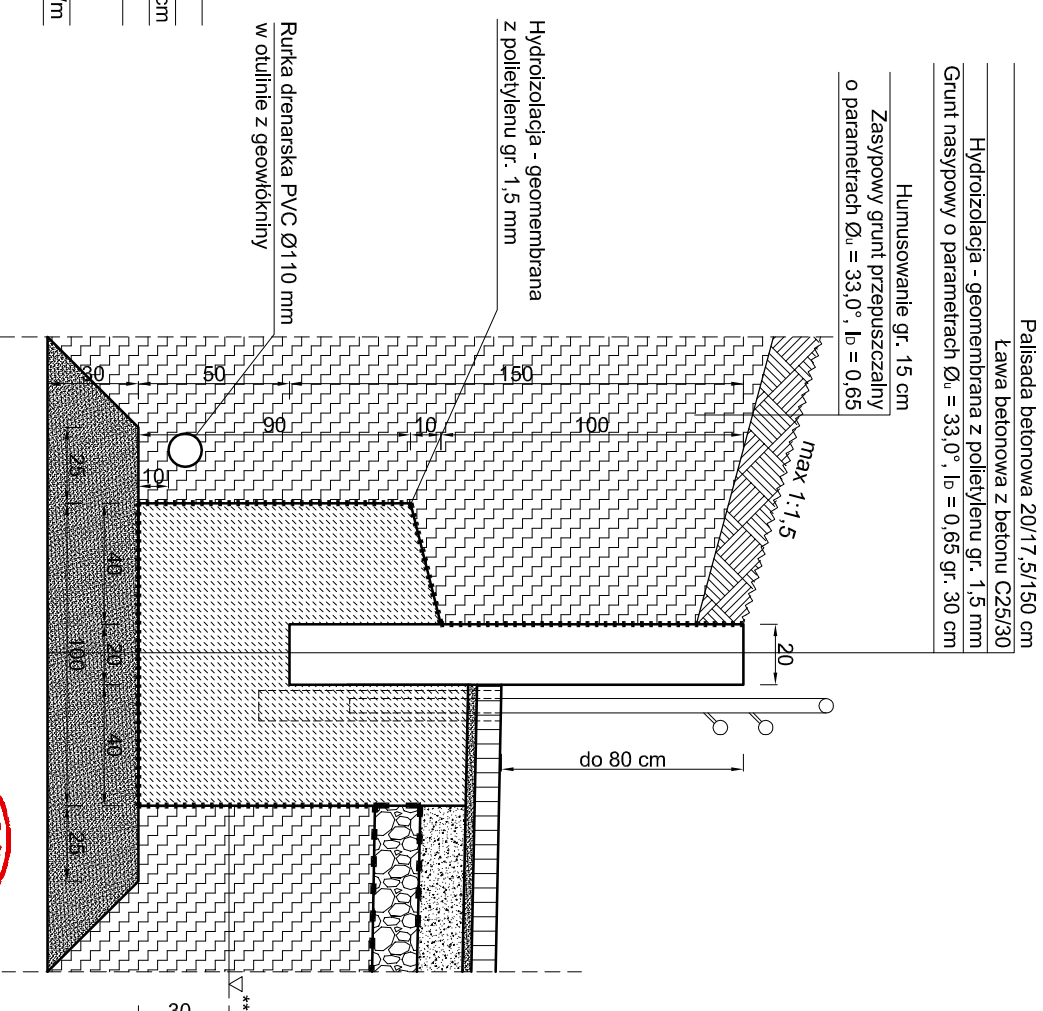 Palisada betonowa 20/17,5/150 cm
Ława betonowa z betonu C25/30
Hydroizolacja - geomembrana z polietylenu gr. 1,5 mm
Grunt nasypowy o parametrach Øu = 33,0°, ID = 0,65 gr. 30 cm
Humusowanie gr. 15 cm
Zasypowy grunt przepuszczalny
o parametrach Øu = 33,0°, ID = 0,65
Hydroizolacja - geomembrana
z polietylenu gr. 1,5 mm
Rurka drenarska PVC Ø110 mm
w otulinie z geowłókniny
cm
/m
max 1:1,5
30
50
150
90
10
100
10
25
40
20
100
40
25
20
do 80 cm
**
30